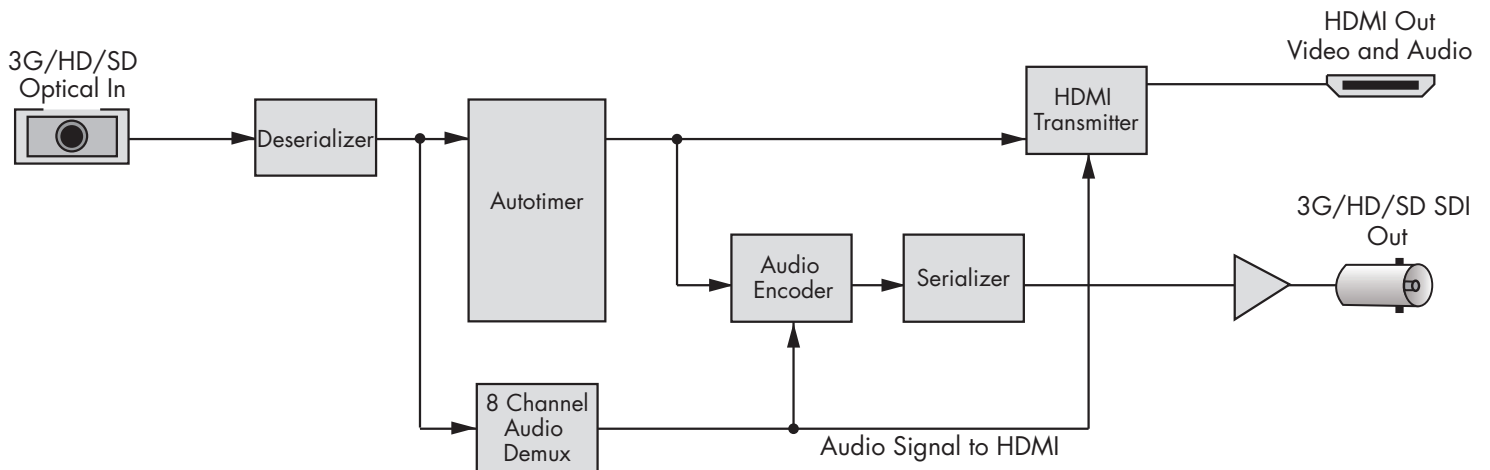 3G/HD/SD
Optical In
Deserializer
Autotimer
8 Channel
Audio
Demux
Audio
Encoder
Serializer
Audio Signal to HDMI
HDMI
Transmitter
HDMI Out
Video and Audio
3G/HD/SD SDI
Out